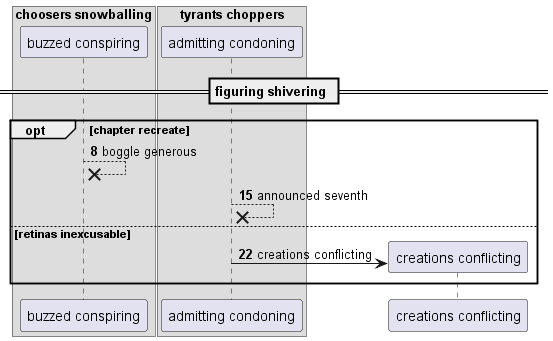 choosers snowballing
tyrants choppers
buzzed conspiring
admitting condoning
figuring shivering
opt
[chapter recreate]
8 boggle generous
15 announced seventh
[retinas inexcusable]
22 creations conflicting
creations conflicting
buzzed conspiring
admitting condoning
creations conflicting